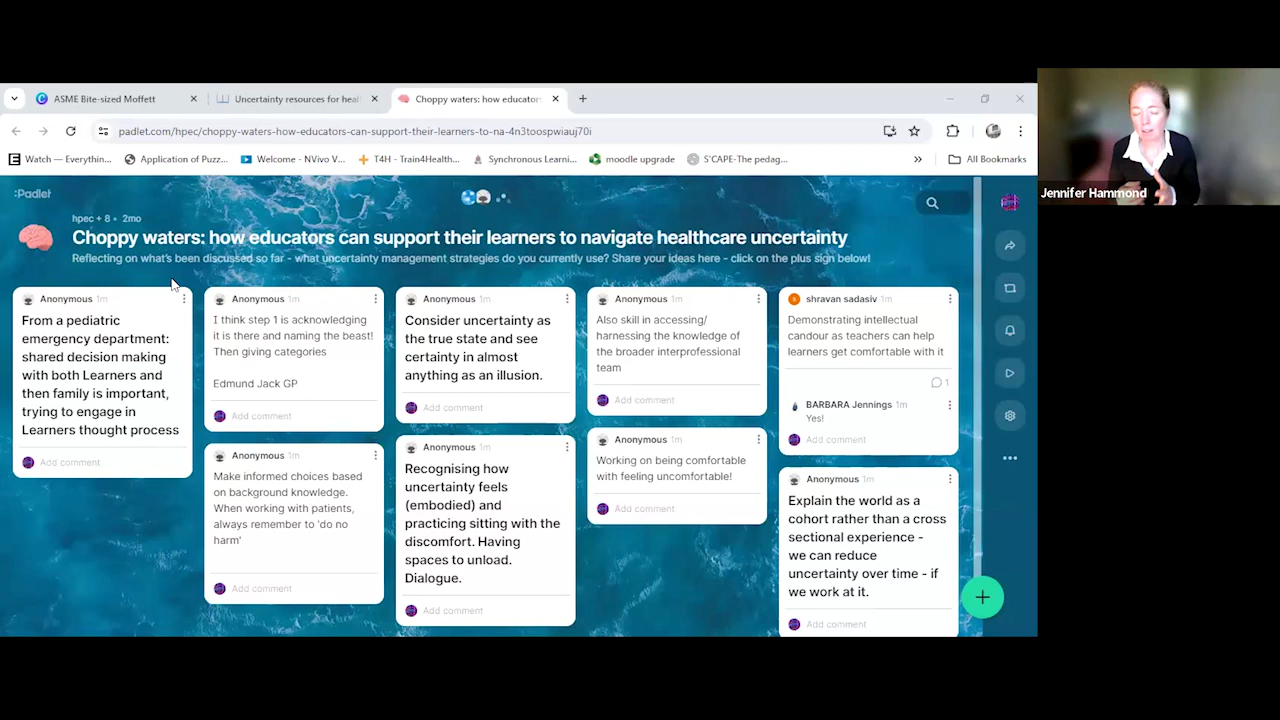 ASME Bite-sized Moffett
Uncertainty resources for heal
Choppy waters: how educators
padlet.com/hpec/choppy-waters-how-educators-can-support-their-learners-to-na-4n3toospwiauj70i
Watch — Everythin...
Application of Puzz...
Welcome - NVivo V...
T4H - Train4Health...
Synchronous Learni...
moodle upgrade
S'CAPE-The pedag...
All Bookmarks
Jennifer Hammond
:Padlet
hpec + 8 • 2mo
Choppy waters: how educators can support their learners to navigate healthcare uncertainty
Reflecting on what's been discussed so far - what uncertainty management strategies do you currently use? Share your ideas here - click on the plus sign below!
Anonymous 1m
From a pediatric
emergency department:
shared decision making
with both Learners and
then family is important,
trying to engage in
Learners thought process
Add comment
Anonymous 1m
I think step 1 is acknowledging
it is there and naming the beast!
Then giving categories
Edmund Jack GP
Add comment
Anonymous 1m
Make informed choices based
on background knowledge.
When working with patients,
always remember to 'do no
harm'
Add comment
Anonymous 1m
Consider uncertainty as
the true state and see
certainty in almost
anything as an illusion.
Add comment
Anonymous 1m
Recognising how
uncertainty feels
(embodied) and
practicing sitting with the
discomfort. Having
spaces to unload.
Dialogue.
Add comment
Anonymous 1m
Also skill in accessing/
harnessing the knowledge of
the broader interprofessional
team
Add comment
Anonymous 1m
Working on being comfortable
with feeling uncomfortable!
Add comment
shravan sadasiv 1m
Demonstrating intellectual
candour as teachers can help
learners get comfortable with it
1
BARBARA Jennings 1m
Yes!
Add comment
Anonymous 1m
Explain the world as a
cohort rather than a cross
sectional experience -
we can reduce
uncertainty over time - if
we work at it.
Add comment